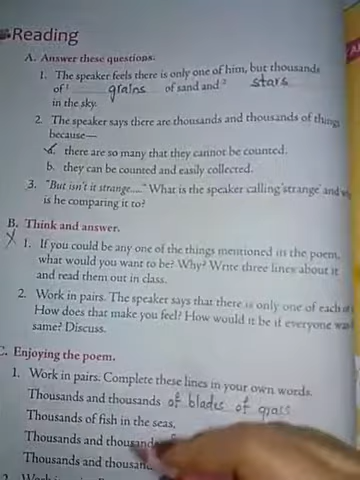 Reading
A. Answer these questions.
1. The speaker feels there is only one of him, but thousands
of 1 grains of sand and 2 stars
in the sky.
2. The speaker says there are thousands and thousands of things
because—
a. there are so many that they cannot be counted.
b. they can be counted and easily collected.
3. "But isn't it strange...." What is the speaker calling 'strange' and
is he comparing it to?
B. Think and answer.
X 1. If you could be any one of the things mentioned in the poem,
what would you want to be? Why? Write three lines about it
and read them out in class.
2. Work in pairs. The speaker says that there is only one of each of
How does that make you feel? How would it be if everyone was
same? Discuss.
C. Enjoying the poem.
1. Work in pairs. Complete these lines in your own words.
Thousands and thousands of blades of grass
Thousands of fish in the seas,
Thousands and thousands
Thousands and